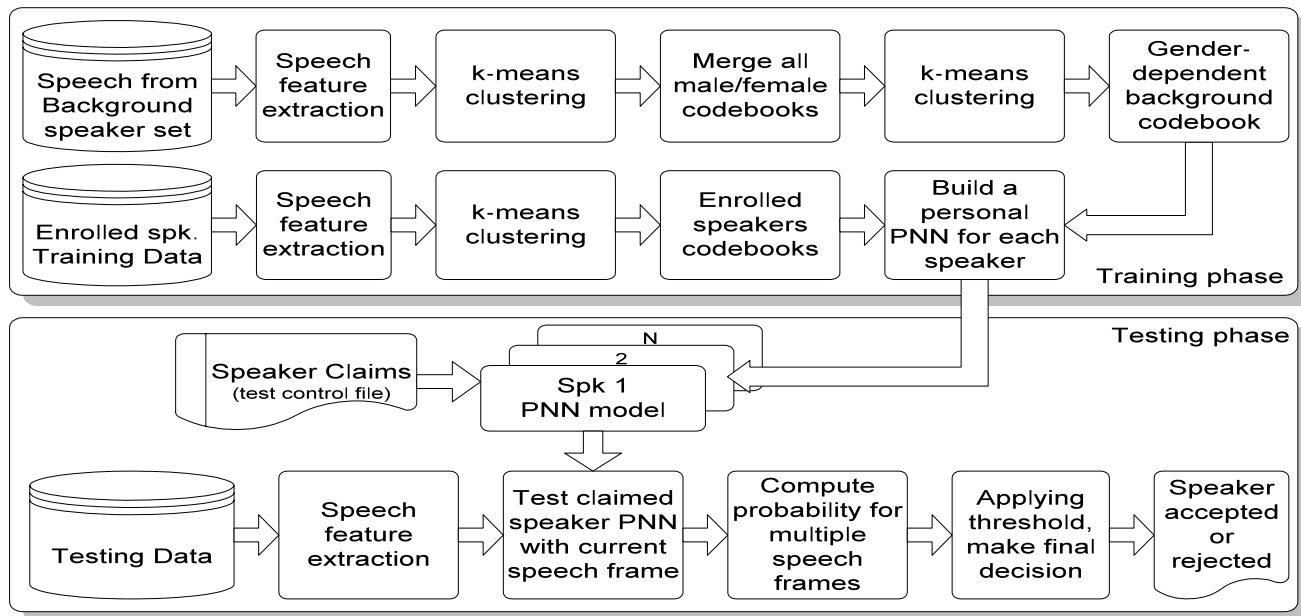 Speech from
Background
speaker set
Speech
feature
extraction
k-means
clustering
Merge all
male/female
codebooks
k-means
clustering
Gender-
dependent
background
codebook
Enrolled spk.
Training Data
Speech
feature
extraction
k-means
clustering
Enrolled
speakers
codebooks
Build a
personal
PNN for each
speaker
Training phase
Testing phase
Speaker Claims
(test control file)
N
2
Spk 1
PNN model
Testing Data
Speech
feature
extraction
Test claimed
speaker PNN
with current
speech frame
Compute
probability for
multiple
speech
frames
Applying
threshold,
make final
decision
Speaker
accepted
or
rejected